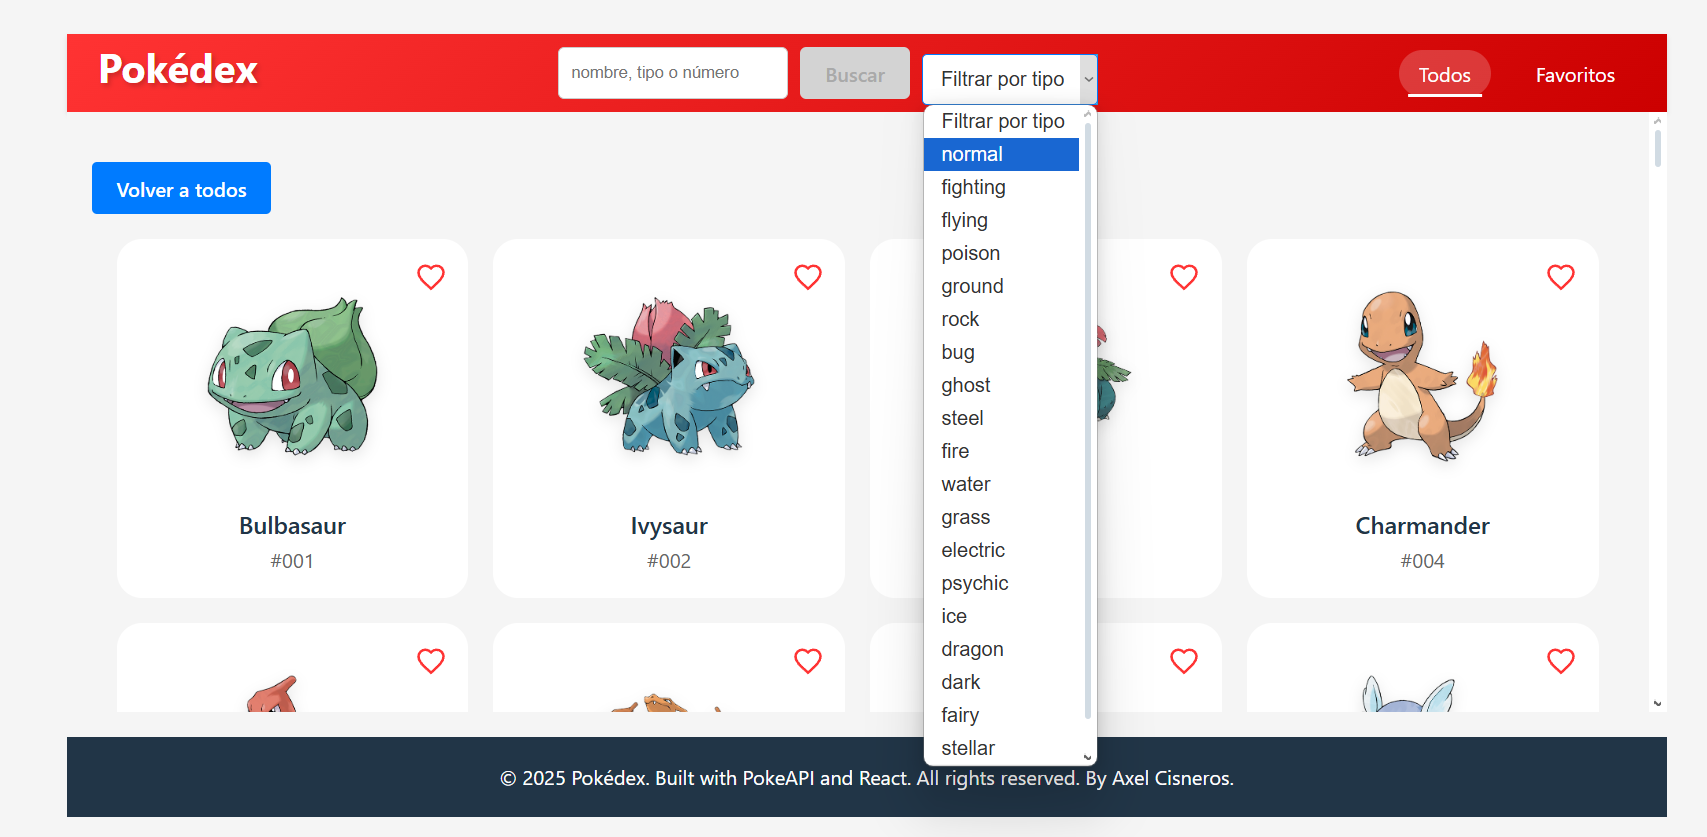 Pokédex
nombre, tipo o número
Buscar
Filtrar por tipo
Todos
Favoritos
Filtrar por tipo
normal
fighting
flying
poison
ground
rock
bug
ghost
steel
fire
water
grass
electric
psychic
ice
dragon
dark
fairy
stellar
Volver a todos
Bulbasaur
#001
Ivysaur
#002
Charmander
#004
© 2025 Pokédex. Built with PokeAPI and React. All rights reserved. By Axel Cisneros.